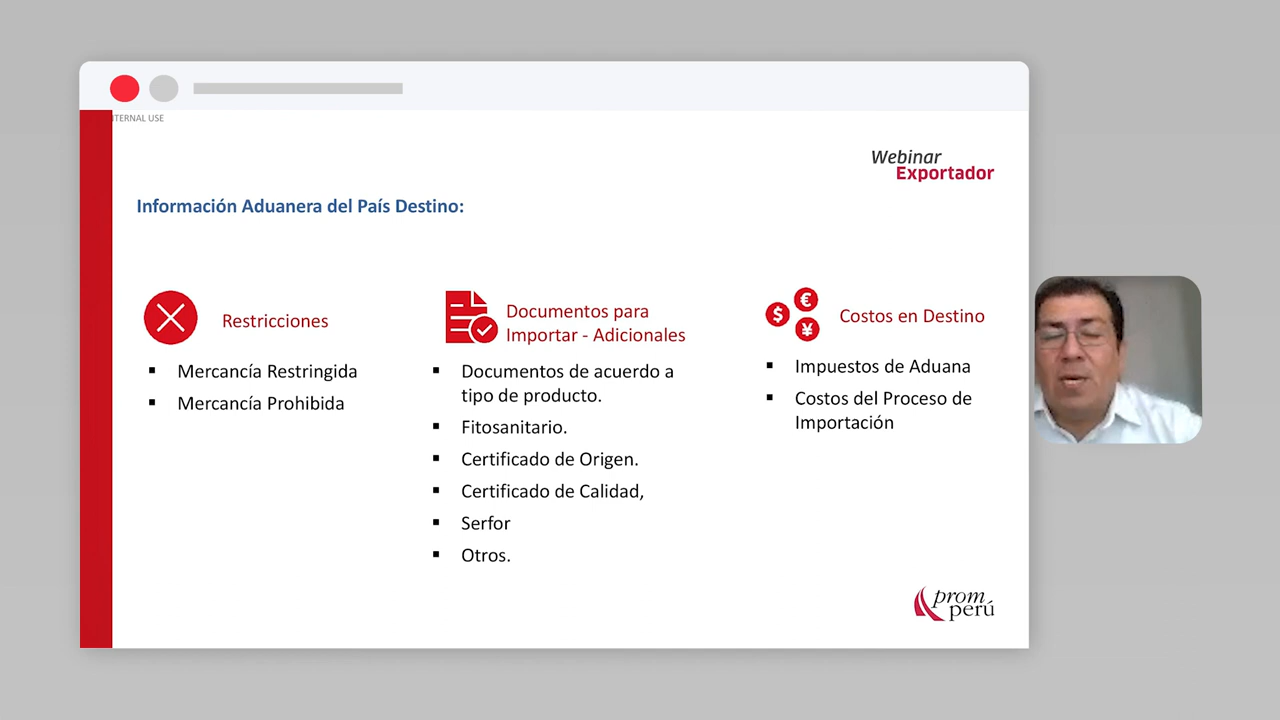 NTERNAL USE
Webinar
Exportador
Información Aduanera del País Destino:
Restricciones
▪ Mercancía Restringida
▪ Mercancía Prohibida
Documentos para
Importar - Adicionales
▪ Documentos de acuerdo a
tipo de producto.
▪ Fitosanitario.
▪ Certificado de Origen.
▪ Certificado de Calidad,
▪ Serfor
▪ Otros.
$ € ¥
Costos en Destino
▪ Impuestos de Aduana
▪ Costos del Proceso de
Importación
prom
perú